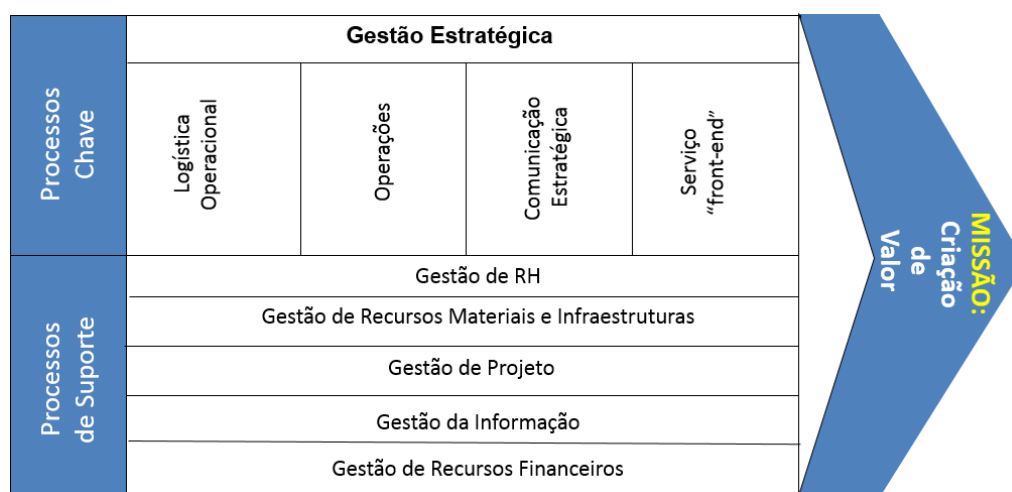 Gestão Estratégica
Processos
Chave
Logística
Operacional
Operações
Comunicação
Estratégica
Serviço
“front-end”
Processos
de Suporte
Gestão de RH
Gestão de Recursos Materiais e Infraestruturas
Gestão de Projeto
Gestão da Informação
Gestão de Recursos Financeiros
MISSÃO:
Criação
de
Valor